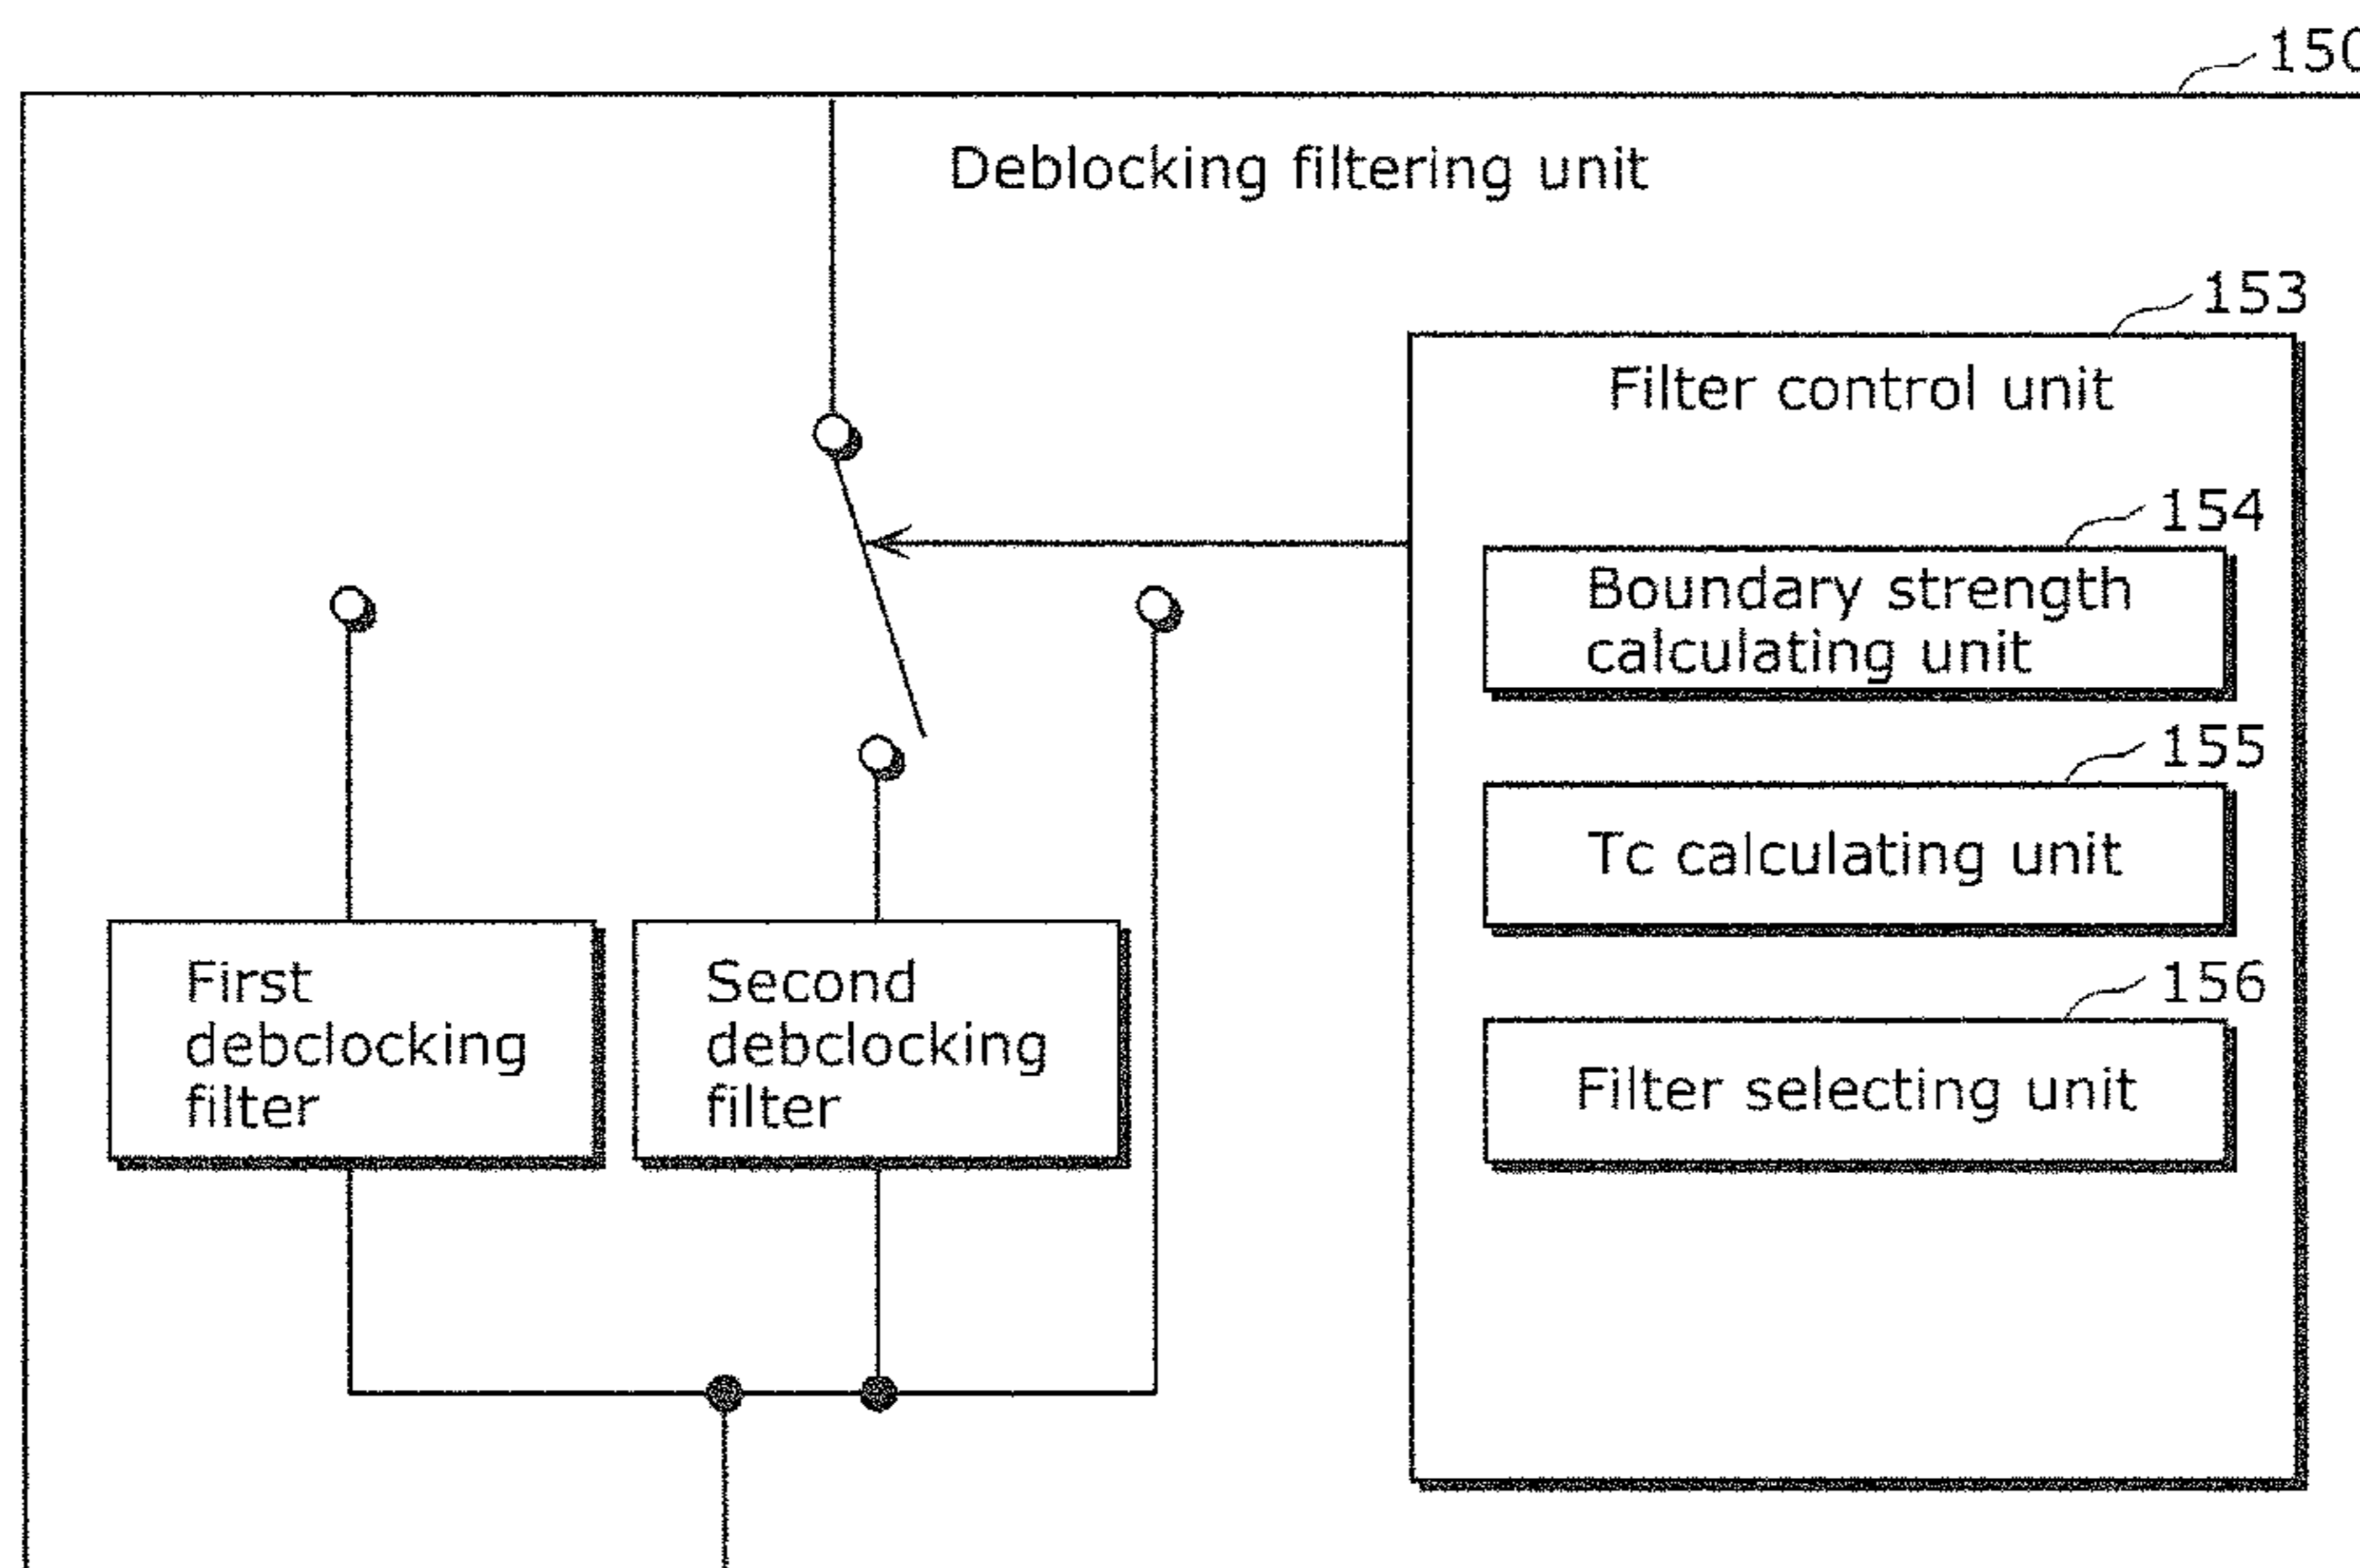 150
Deblocking filtering unit
153
Filter control unit
154
Boundary strength
calculating unit
155
Tc calculating unit
First
debclocking
filter
Second
debclocking
filter
156
Filter selecting unit